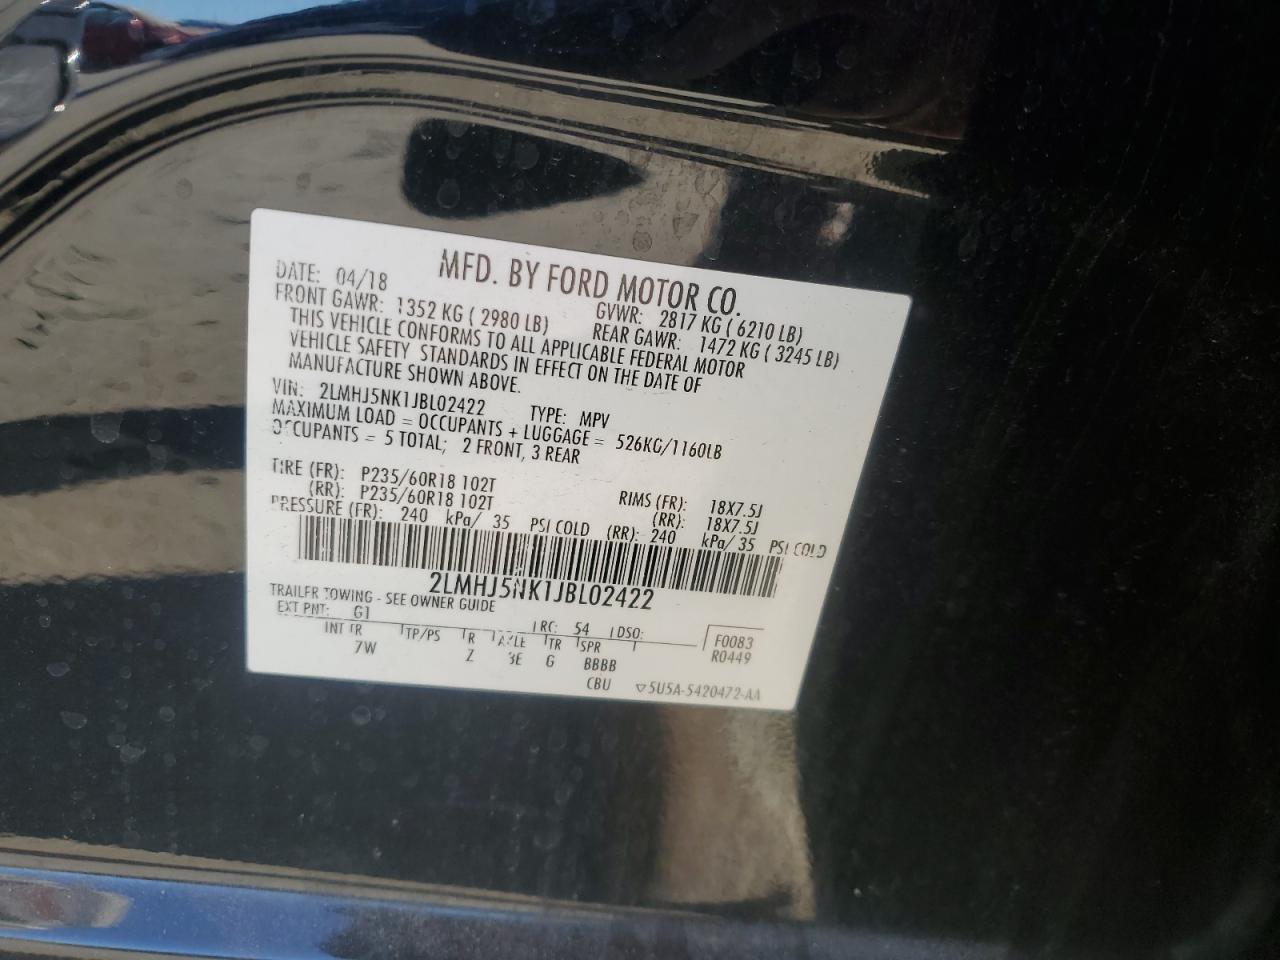 MFD. BY FORD MOTOR CO.
DATE: 04/18 GVWR: 2817 KG ( 6210 LB)
FRONT GAWR: 1352 KG ( 2980 LB) REAR GAWR: 1472 KG ( 3245 LB)
THIS VEHICLE CONFORMS TO ALL APPLICABLE FEDERAL MOTOR
VEHICLE SAFETY STANDARDS IN EFFECT ON THE DATE OF
MANUFACTURE SHOWN ABOVE.
VIN: 2LMHJ5NK1JBL02422 TYPE: MPV
MAXIMUM LOAD = OCCUPANTS + LUGGAGE = 526KG/1160LB
OCCUPANTS = 5 TOTAL; 2 FRONT, 3 REAR
TIRE (FR): P235/60R18 102T RIMS (FR): 18X7.5J
(RR): P235/60R18 102T (RR): 18X7.5J
PRESSURE (FR): 240 kPa/ 35 PSI COLD (RR): 240 kPa/ 35 PSI COLD
2LMHJ5NK1JBL02422
TRAILER TOWING - SEE OWNER GUIDE
EXT PNT: G1 RC: 54 DSO: F0083
INT TR TP/PS R AXLE TR SPR R0449
7W Z 3E G BBBB
CBU 5U5A-5420472-AA